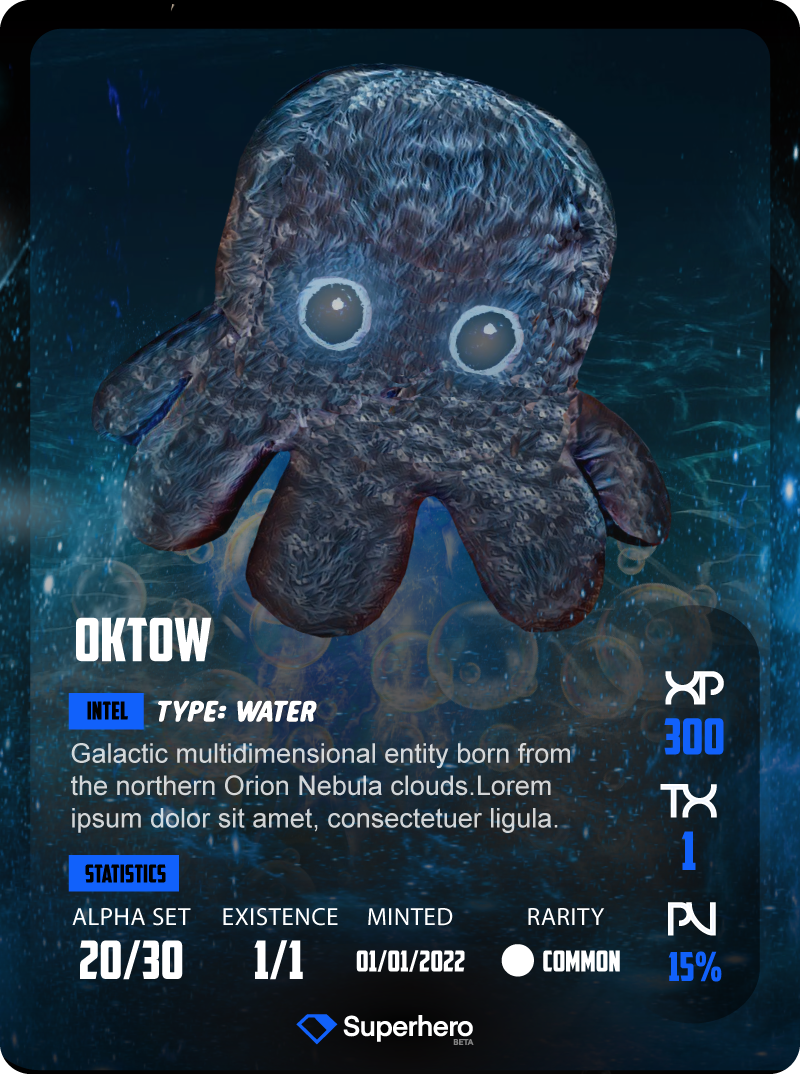 OKTOW
INTEL TYPE: WATER
Galactic multidimensional entity born from
the northern Orion Nebula clouds.Lorem
ipsum dolor sit amet, consectetuer ligula.
STATISTICS
ALPHA SET EXISTENCE MINTED RARITY
20/30 1/1 01/01/2022 COMMON
XP
300
TX
1
PV
15%
Superhero
BETA